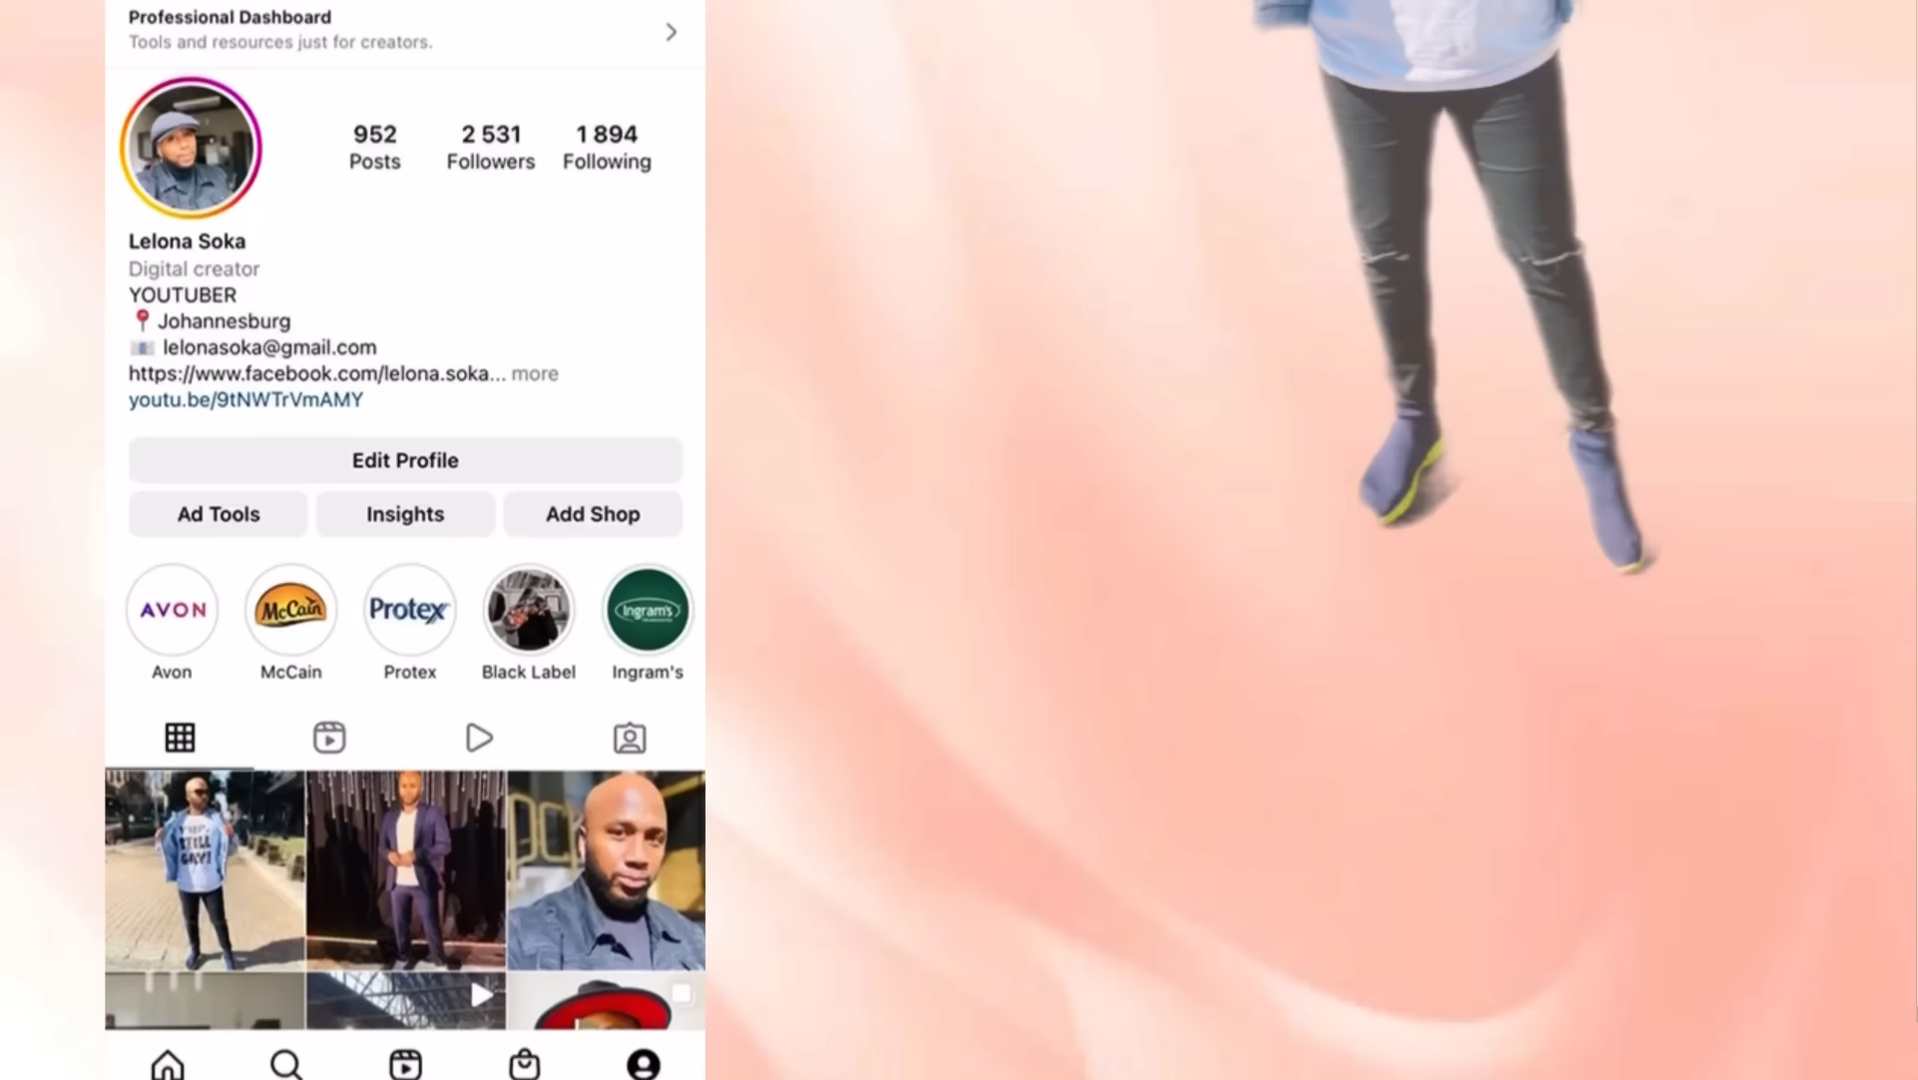 Professional Dashboard
Tools and resources just for creators.
952
Posts
2 531
Followers
1 894
Following
Lelona Soka
Digital creator
YOUTUBER
📍 Johannesburg
📧 lelonasoka@gmail.com
https://www.facebook.com/lelona.soka... more
youtu.be/9tNWTrVmAMY
Edit Profile
Ad Tools
Insights
Add Shop
AVON
McCain
Protex
Ingram's
Avon
McCain
Protex
Black Label
Ingram's
STILL